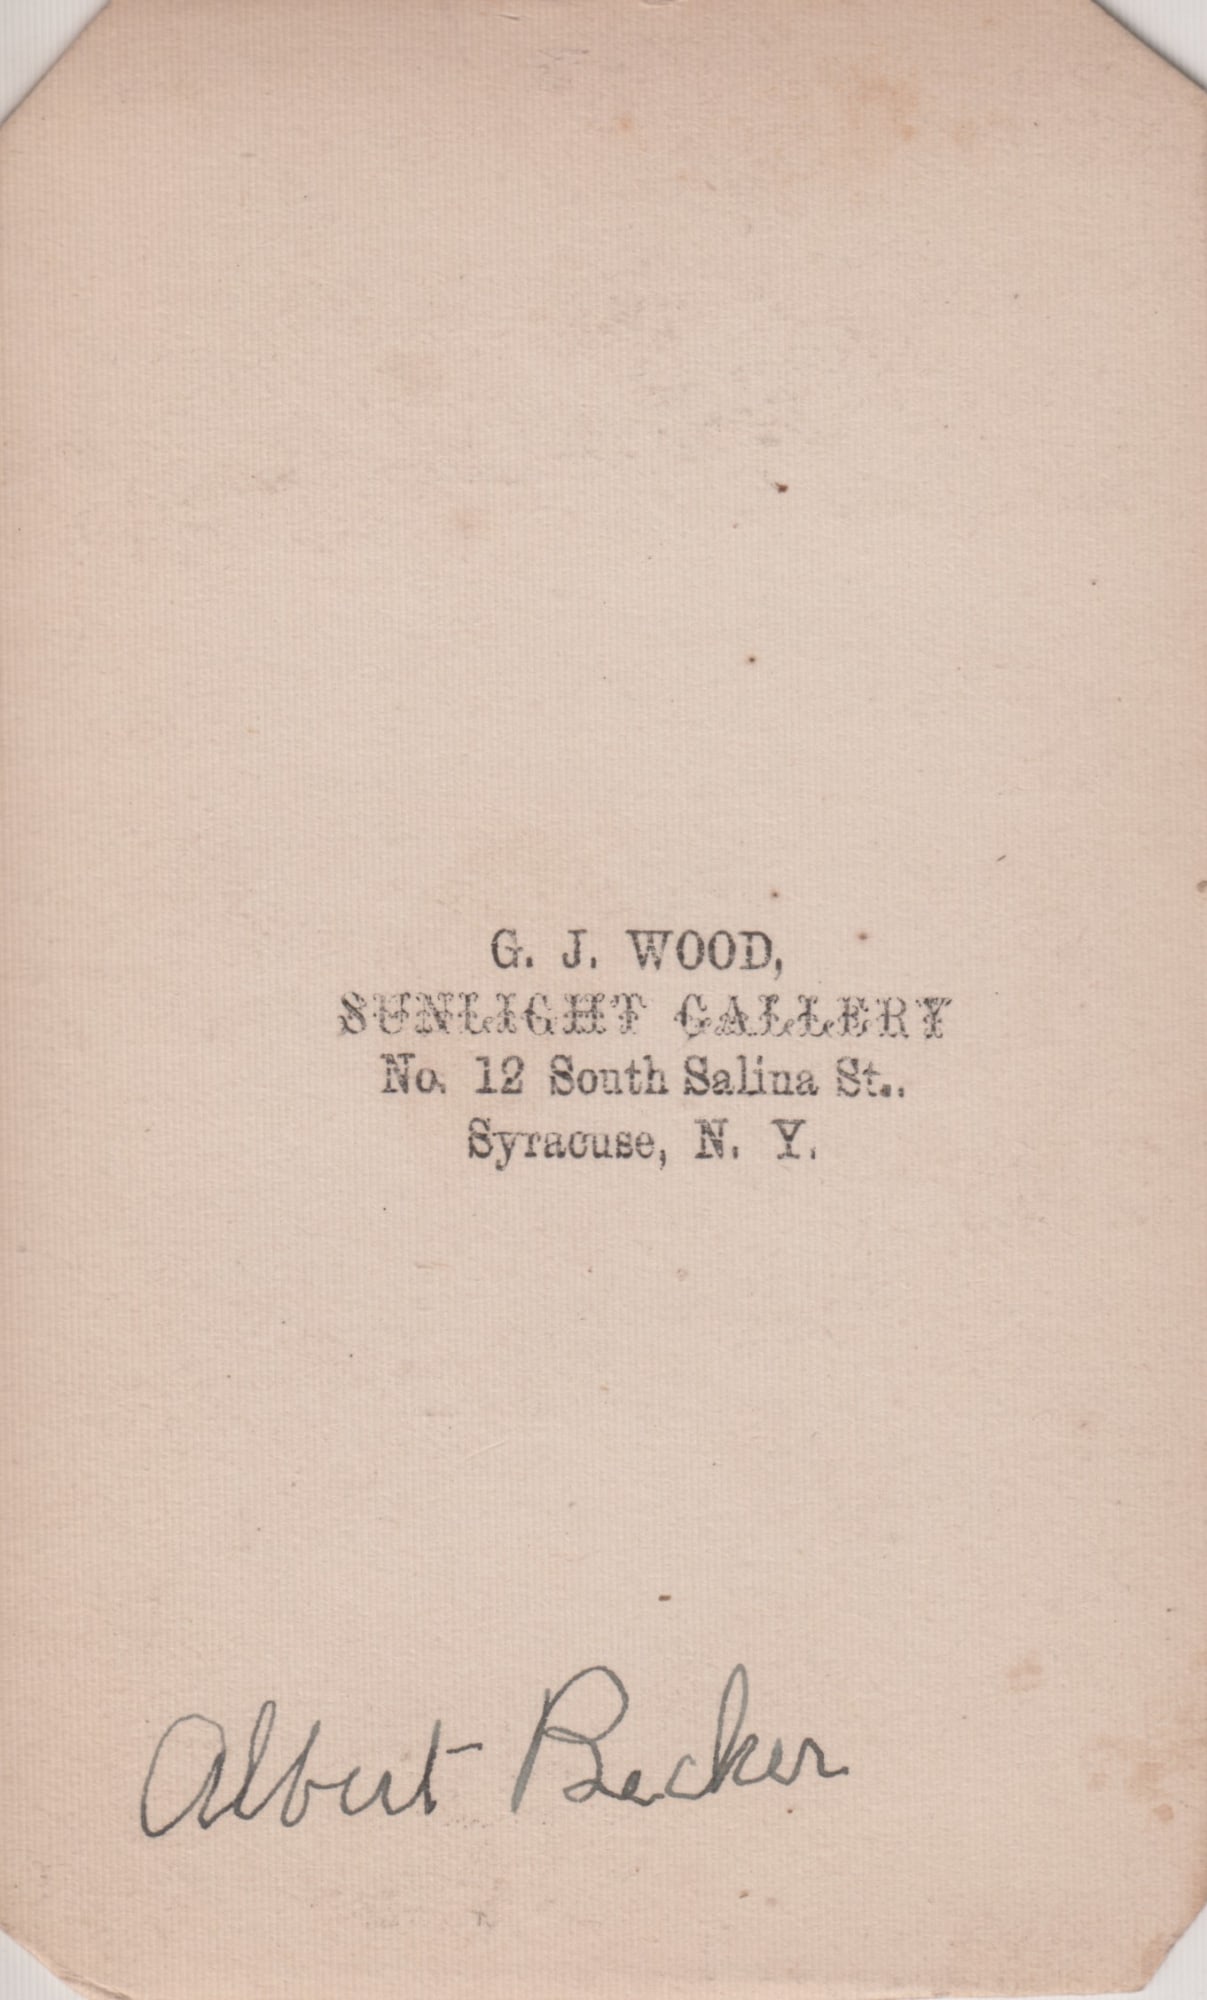 G. J. WOOD,
SUNLIGHT GALLERY
No. 12 South Salina St..
Syracuse, N. Y.
Albert Becker